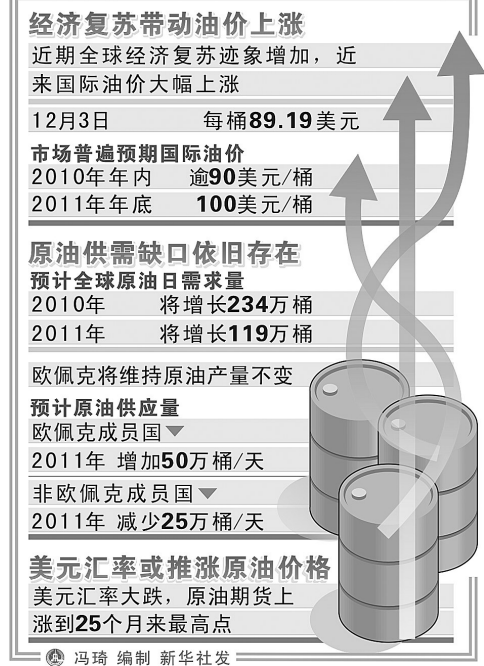 经济复苏带动油价上涨
近期全球经济复苏迹象增加，近
来国际油价大幅上涨
12月3日 每桶89.19美元
市场普遍预期国际油价
2010年年内 逾90美元/桶
2011年年底 100美元/桶
原油供需缺口依旧存在
预计全球原油日需求量
2010年 将增长234万桶
2011年 将增长119万桶
欧佩克将维持原油产量不变
预计原油供应量
欧佩克成员国▼
2011年 增加50万桶/天
非欧佩克成员国▼
2011年 减少25万桶/天
美元汇率或推涨原油价格
美元汇率大跌，原油期货上
涨到25个月来最高点
冯琦 编制 新华社发